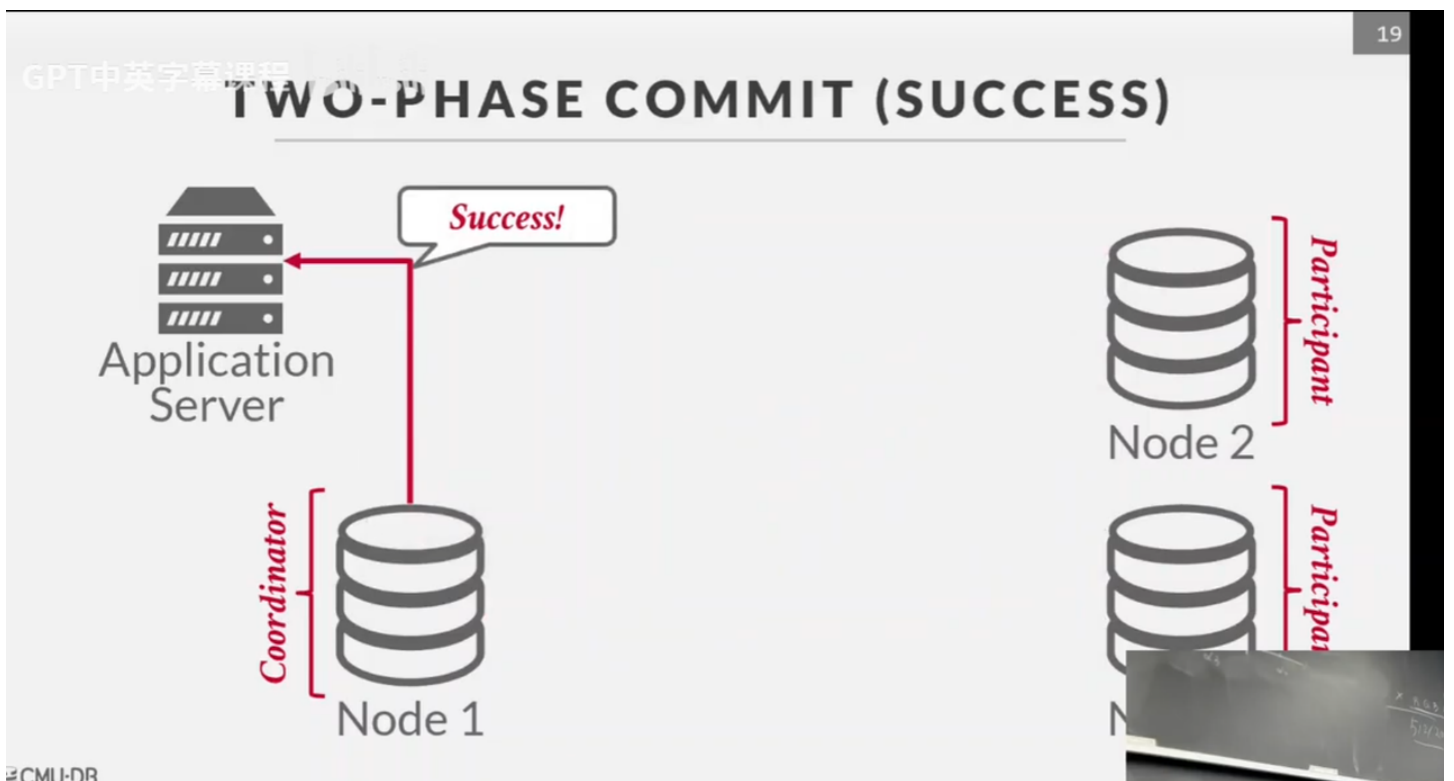 19
GPT中英字幕课程
TWO-PHASE COMMIT (SUCCESS)
Success!
Participant
Application
Server
Node 2
Coordinator
Node 1
CMU·DB